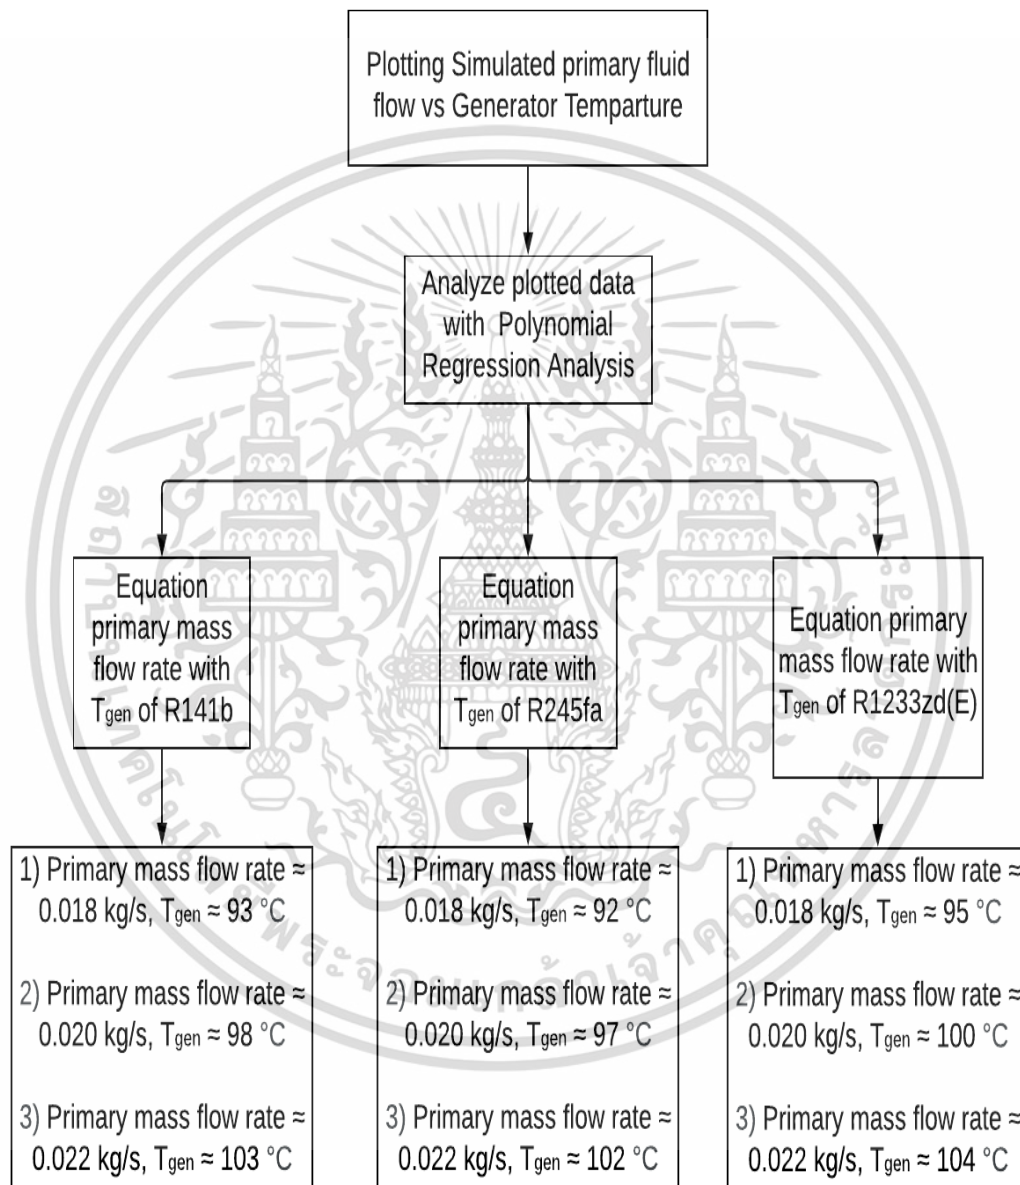 Plotting Simulated primary fluid
flow vs Generator Temparture
Analyze plotted data
with Polynomial
Regression Analysis
Equation
primary mass
flow rate with
Tgen of R141b
Equation
primary mass
flow rate with
Tgen of R245fa
Equation primary
mass flow rate with
Tgen of R1233zd(E)
1) Primary mass flow rate ≈
0.018 kg/s, Tgen ≈ 93 °C
2) Primary mass flow rate ≈
0.020 kg/s, Tgen ≈ 98 °C
3) Primary mass flow rate ≈
0.022 kg/s, Tgen ≈ 103 °C
1) Primary mass flow rate ≈
0.018 kg/s, Tgen ≈ 92 °C
2) Primary mass flow rate ≈
0.020 kg/s, Tgen ≈ 97 °C
3) Primary mass flow rate ≈
0.022 kg/s, Tgen ≈ 102 °C
1) Primary mass flow rate ≈
0.018 kg/s, Tgen ≈ 95 °C
2) Primary mass flow rate ≈
0.020 kg/s, Tgen ≈ 100 °C
3) Primary mass flow rate ≈
0.022 kg/s, Tgen ≈ 104 °C